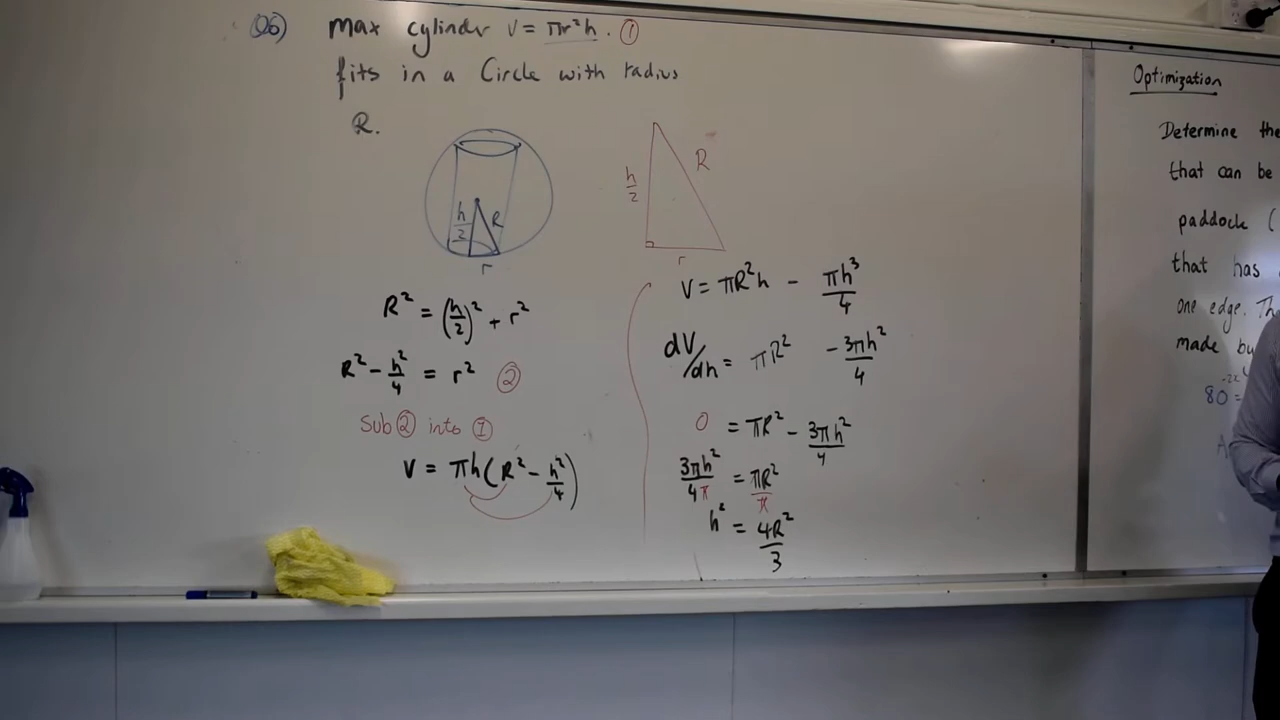 Q6) max cylinder V = πr²h. ①
fits in a Circle with radius
R.
h/2 R
r
h/2 R
r
R² = (h/2)² + r²
R² - h²/4 = r² ②
Sub ② into ①
V = πh(R² - h²/4)
V = πR²h - πh³/4
dV/dh = πR² - 3πh²/4
0 = πR² - 3πh²/4
3πh²/4π = πR²/π
h² = 4R²/3
Optimization
Determine the
that can be
paddock (
that has
one edge. Th
made by
80 =
A